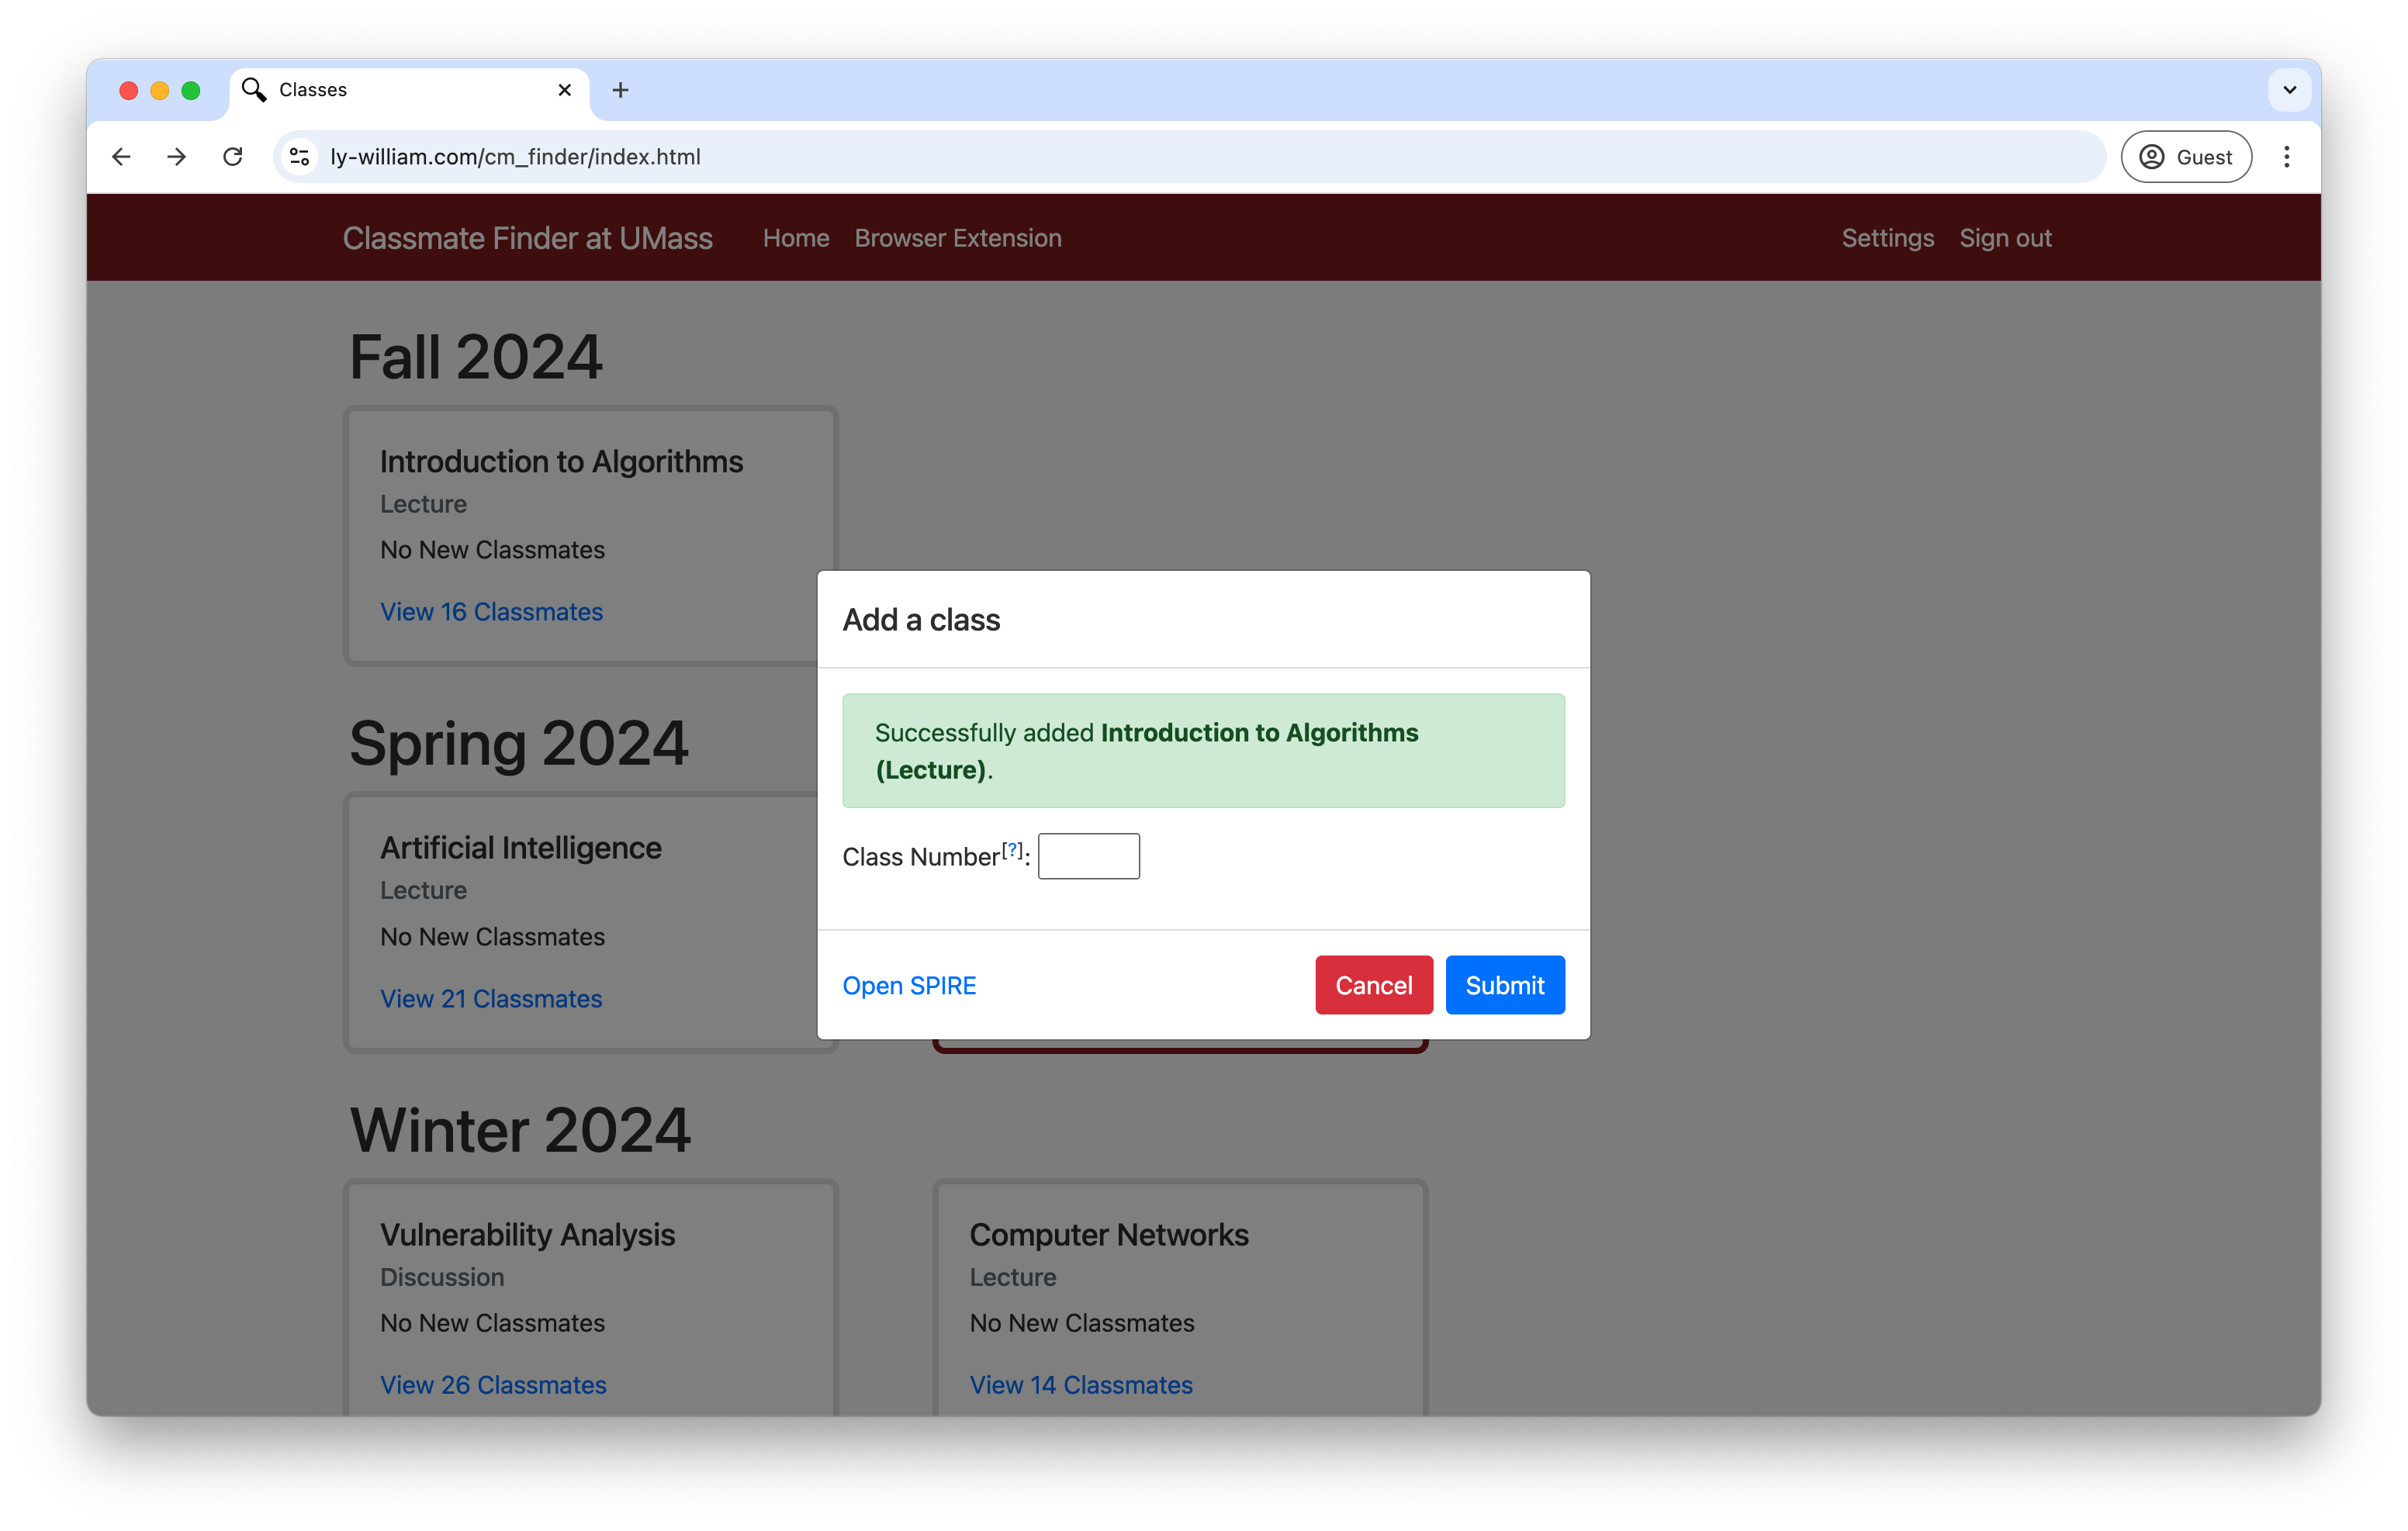 Classes
ly-william.com/cm_finder/index.html
Guest
Classmate Finder at UMass Home Browser Extension Settings Sign out
Fall 2024
Introduction to Algorithms
Lecture
No New Classmates
View 16 Classmates
Add a class
Successfully added Introduction to Algorithms
(Lecture).
Class Number[?]:
Open SPIRE Cancel Submit
Spring 2024
Artificial Intelligence
Lecture
No New Classmates
View 21 Classmates
Winter 2024
Vulnerability Analysis
Discussion
No New Classmates
View 26 Classmates
Computer Networks
Lecture
No New Classmates
View 14 Classmates